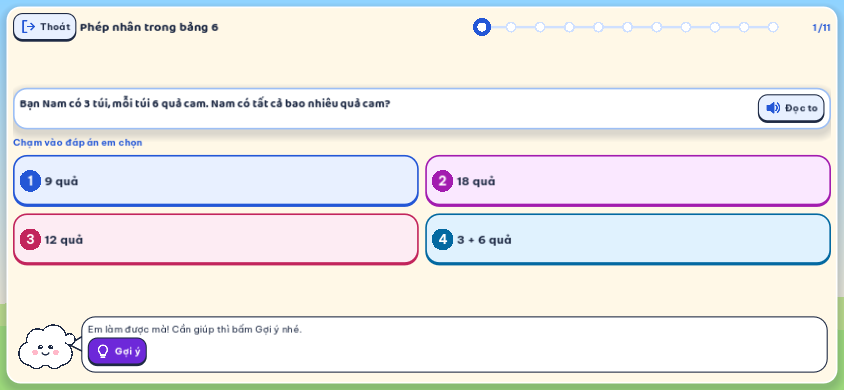 Thoát
Phép nhân trong bảng 6
1/11
Bạn Nam có 3 túi, mỗi túi 6 quả cam. Nam có tất cả bao nhiêu quả cam?
Đọc to
Chạm vào đáp án em chọn
1 9 quả
2 18 quả
3 12 quả
4 3 + 6 quả
Em làm được mà! Cần giúp thì bấm Gợi ý nhé.
Gợi ý